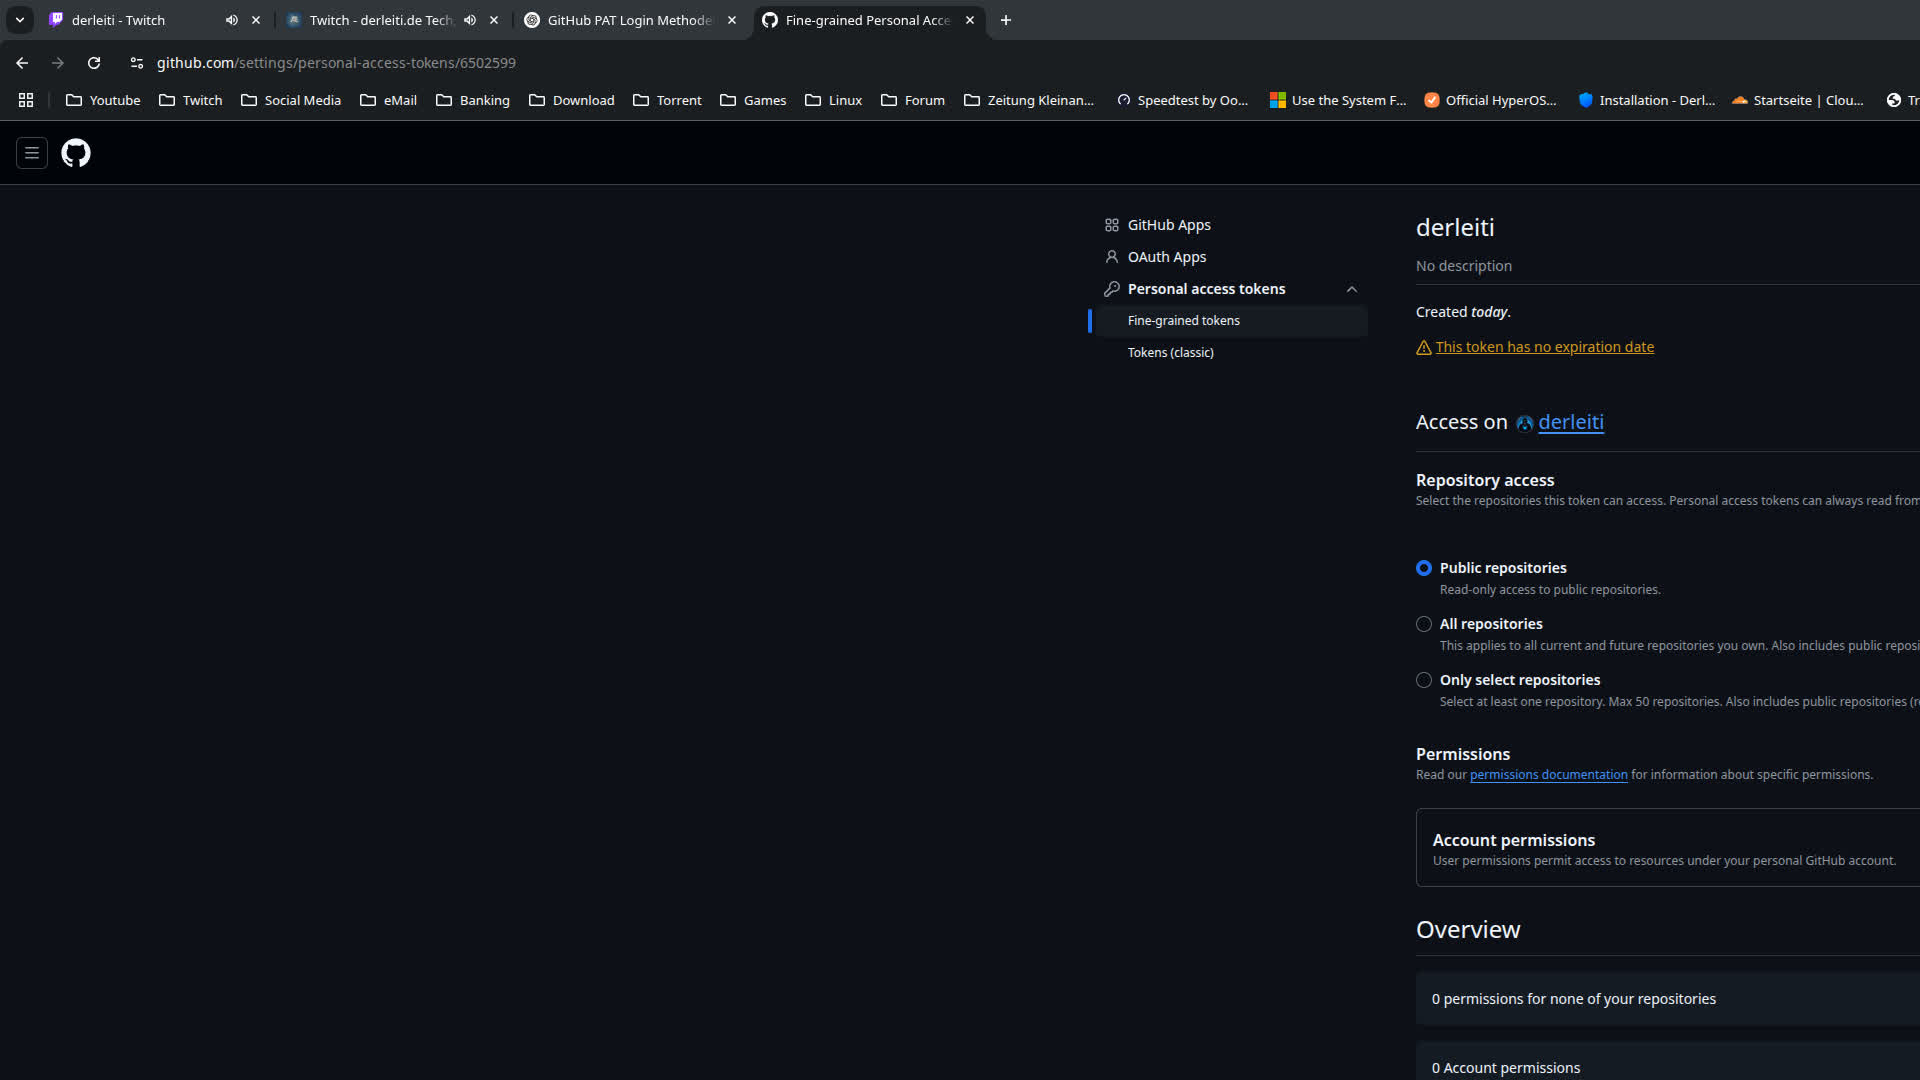 derleiti - Twitch
Twitch - derleiti.de Tech
GitHub PAT Login Methode
Fine-grained Personal Acce
github.com/settings/personal-access-tokens/6502599
Youtube
Twitch
Social Media
eMail
Banking
Download
Torrent
Games
Linux
Forum
Zeitung Kleinan...
Speedtest by Oo...
Use the System F...
Official HyperOS...
Installation - Derl...
Startseite | Clou...
Tr
GitHub Apps
OAuth Apps
Personal access tokens
Fine-grained tokens
Tokens (classic)
derleiti
No description
Created today.
This token has no expiration date
Access on derleiti
Repository access
Select the repositories this token can access. Personal access tokens can always read from
Public repositories
Read-only access to public repositories.
All repositories
This applies to all current and future repositories you own. Also includes public reposi
Only select repositories
Select at least one repository. Max 50 repositories. Also includes public repositories (re
Permissions
Read our permissions documentation for information about specific permissions.
Account permissions
User permissions permit access to resources under your personal GitHub account.
Overview
0 permissions for none of your repositories
0 Account permissions